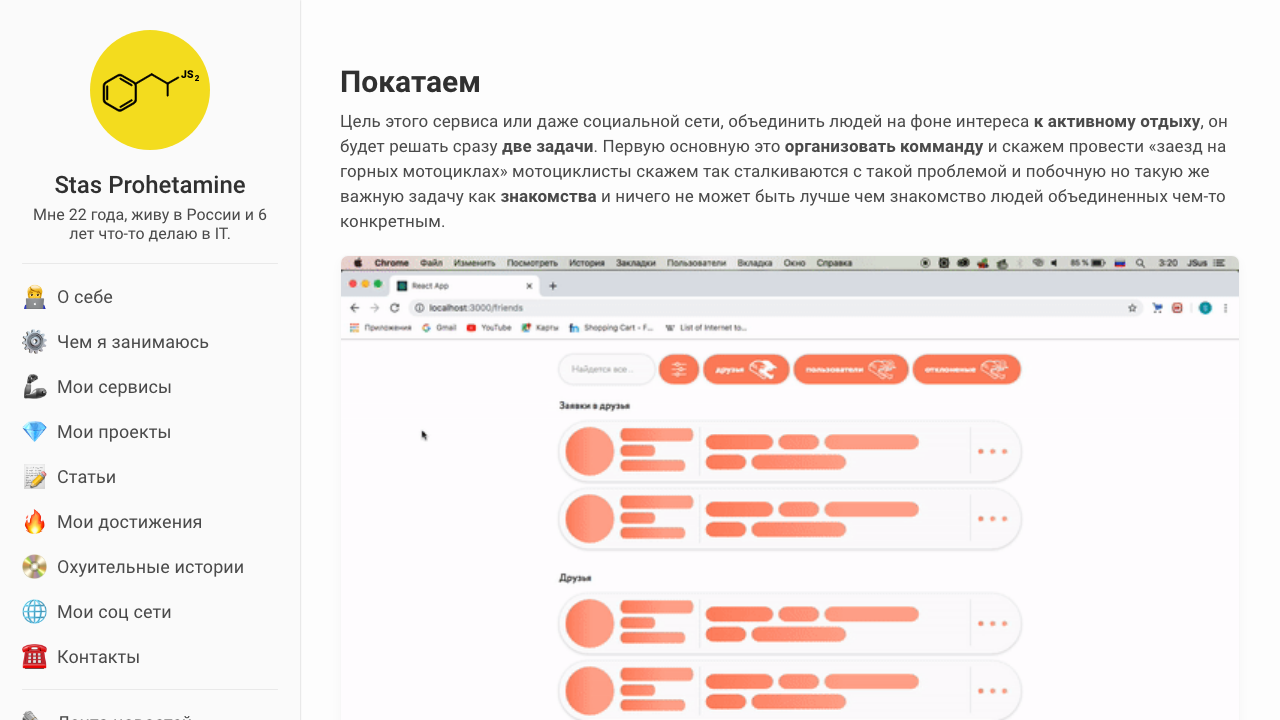 JS2
Stas Prohetamine
Мне 22 года, живу в России и 6
лет что-то делаю в IT.
О себе
Чем я занимаюсь
Мои сервисы
Мои проекты
Статьи
Мои достижения
Охуительные истории
Мои соц сети
Контакты
Покатаем
Цель этого сервиса или даже социальной сети, объединить людей на фоне интереса к активному отдыху, он
будет решать сразу две задачи. Первую основную это организовать комманду и скажем провести «заезд на
горных мотоциклах» мотоциклисты скажем так сталкиваются с такой проблемой и побочную но такую же
важную задачу как знакомства и ничего не может быть лучше чем знакомство людей объединенных чем-то
конкретным.
Chrome Файл Изменить Посмотреть История Закладки Пользователи Вкладка Окно Справка 85 % 3:20 JSus
React App
localhost:3000/friends
Приложения Gmail YouTube Карты Shopping Cart - F... List of Internet to...
Найдется все... друзья пользователи отклоненые
Заявки в друзья
Друзья